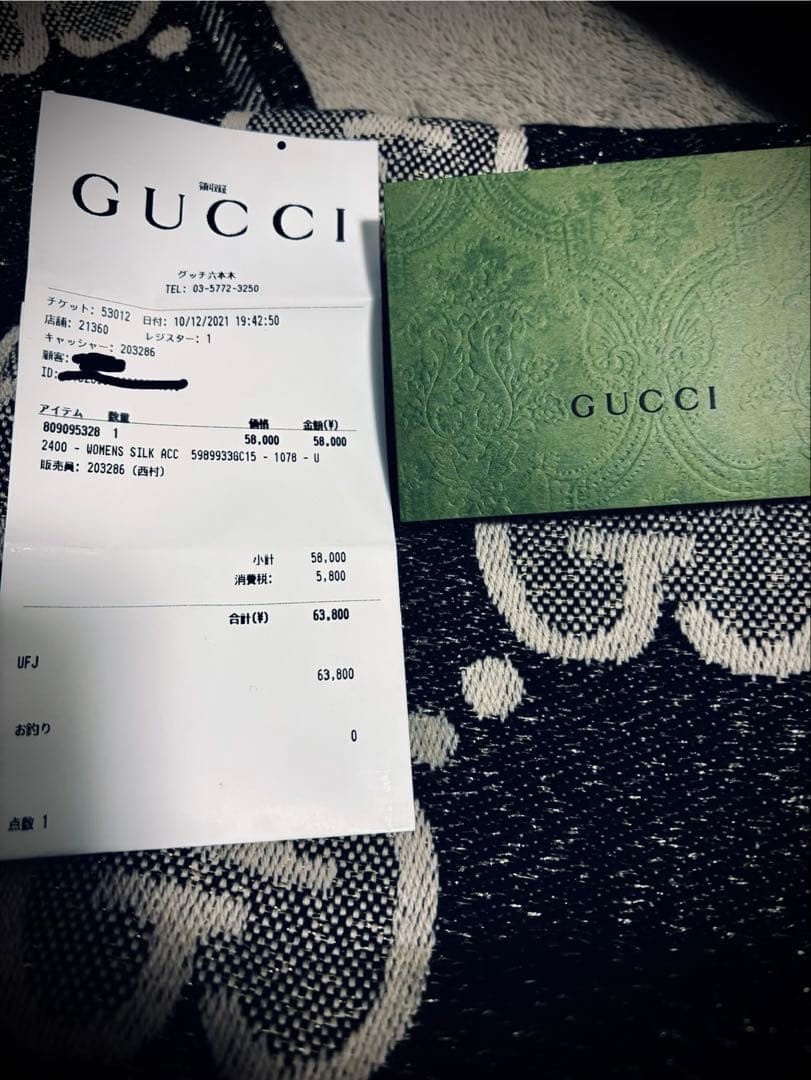 領収証
GUCCI
グッチ六本木
TEL: 03-5772-3250
チケット: 53012 日付: 10/12/2021 19:42:50
店舗: 21360 レジスター: 1
キャッシャー: 203286
顧客:
ID:
アイテム 数量 価格 金額(¥)
809095328 1 58,000 58,000
2400 - WOMENS SILK ACC 5989933GC15 - 1078 - U
販売員: 203286 (西村)
小計 58,000
消費税: 5,800
合計(¥) 63,800
UFJ
63,800
お釣り 0
点数 1
GUCCI